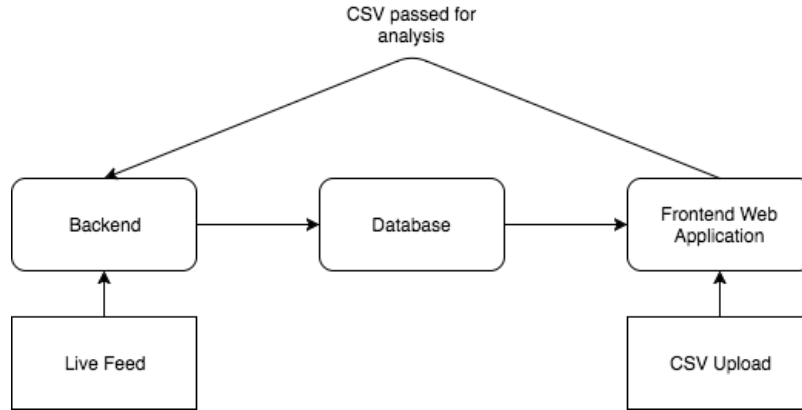 CSV passed for
analysis
Backend
Database
Frontend Web
Application
Live Feed
CSV Upload